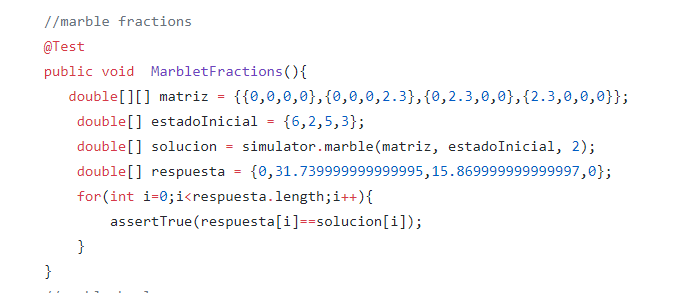 //marble fractions
@Test
public void  MarbletFractions(){
double[][] matriz = {{0,0,0,0},{0,0,0,2.3},{0,2.3,0,0},{2.3,0,0,0}};
double[] estadoInicial = {6,2,5,3};
double[] solucion = simulator.marble(matriz, estadoInicial, 2);
double[] respuesta = {0,31.739999999999995,15.869999999999997,0};
for(int i=0;i<respuesta.length;i++){
assertTrue(respuesta[i]==solucion[i]);
}
}